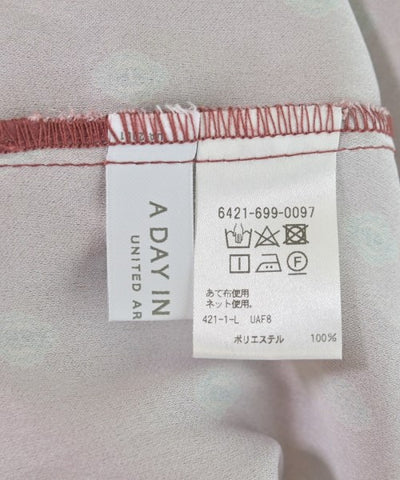 A DAY IN
UNITED AR
6421-699-0097
あて布使用
ネット使用.
421-1-L UAF8
ポリエステル 100%